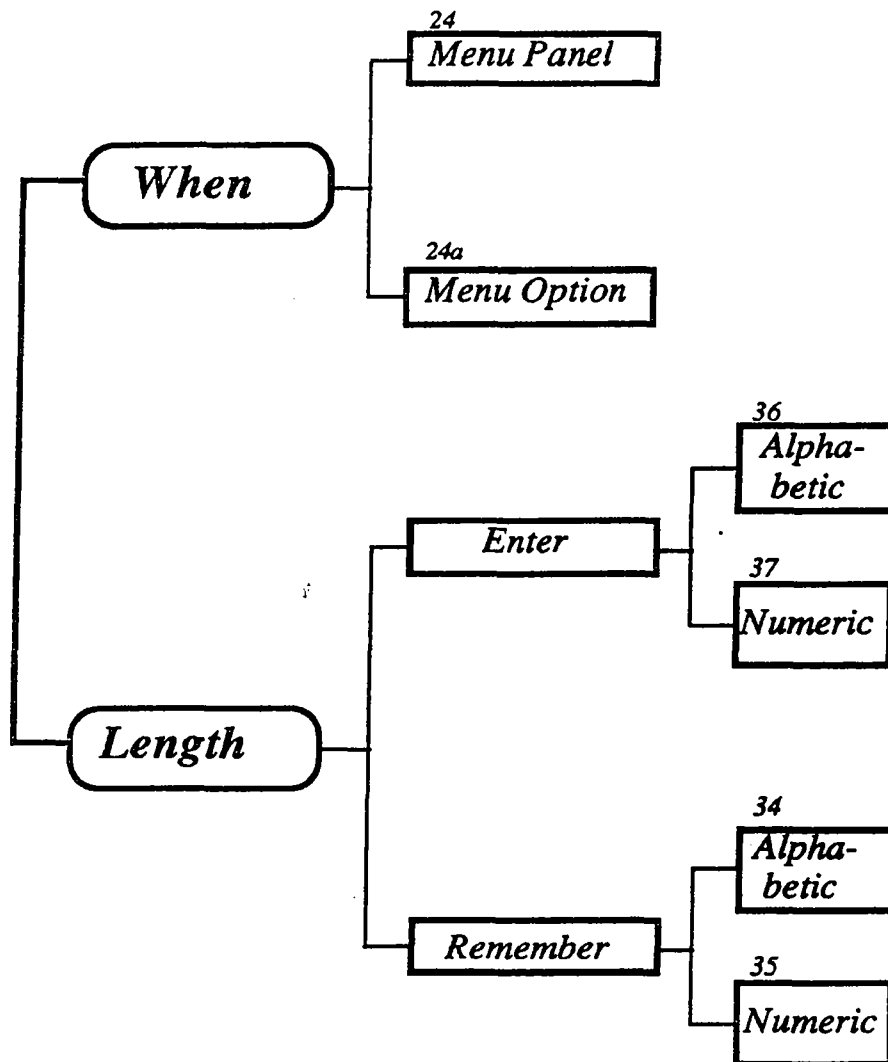 24
Menu Panel
When
24a
Menu Option
36
Alpha-
betic
Enter
37
Numeric
Length
34
Alpha-
betic
Remember
35
Numeric